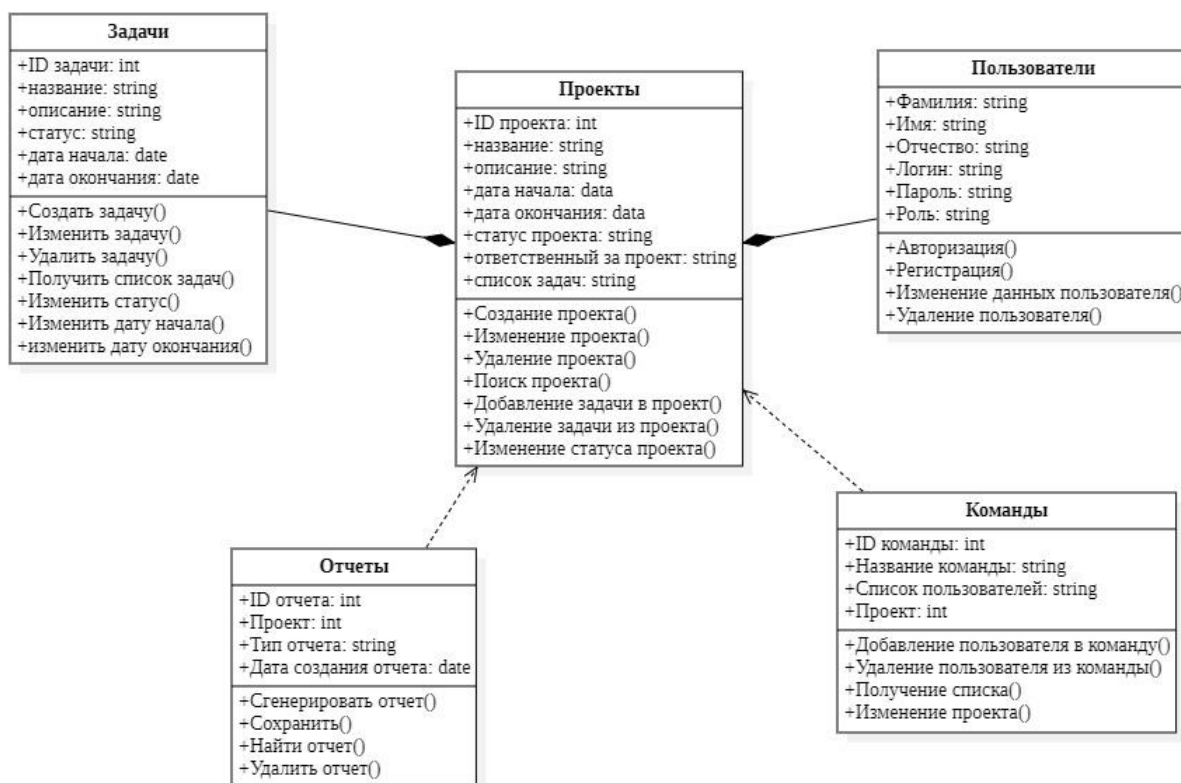 Задачи
+ID задачи: int
+название: string
+описание: string
+статус: string
+дата начала: date
+дата окончания: date
+Создать задачу()
+Изменить задачу()
+Удалить задачу()
+Получить список задач()
+Изменить статус()
+Изменить дату начала()
+изменить дату окончания()
Проекты
+ID проекта: int
+название: string
+описание: string
+дата начала: data
+дата окончания: data
+статус проекта: string
+ответственный за проект: string
+список задач: string
+Создание проекта()
+Изменение проекта()
+Удаление проекта()
+Поиск проекта()
+Добавление задачи в проект()
+Удаление задачи из проекта()
+Изменение статуса проекта()
Пользователи
+Фамилия: string
+Имя: string
+Отчество: string
+Логин: string
+Пароль: string
+Роль: string
+Авторизация()
+Регистрация()
+Изменение данных пользователя()
+Удаление пользователя()
Отчеты
+ID отчета: int
+Проект: int
+Тип отчета: string
+Дата создания отчета: date
+Сгенерировать отчет()
+Сохранить()
+Найти отчет()
+Удалить отчет()
Команды
+ID команды: int
+Название команды: string
+Список пользователей: string
+Проект: int
+Добавление пользователя в команду()
+Удаление пользователя из команды()
+Получение списка()
+Изменение проекта()